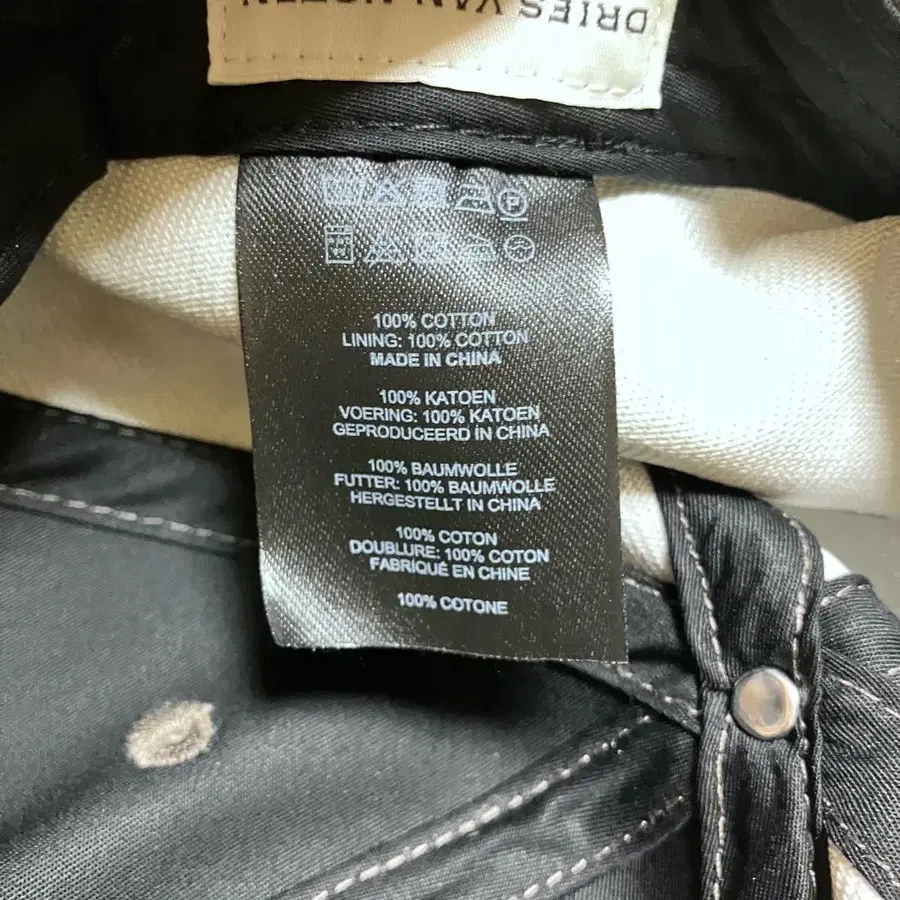 DRIES VAN NOTEN
P
100% COTTON
LINING: 100% COTTON
MADE IN CHINA
100% KATOEN
VOERING: 100% KATOEN
GEPRODUCEERD IN CHINA
100% BAUMWOLLE
FUTTER: 100% BAUMWOLLE
HERGESTELLT IN CHINA
100% COTON
DOUBLURE: 100% COTON
FABRIQUÉ EN CHINE
100% COTONE